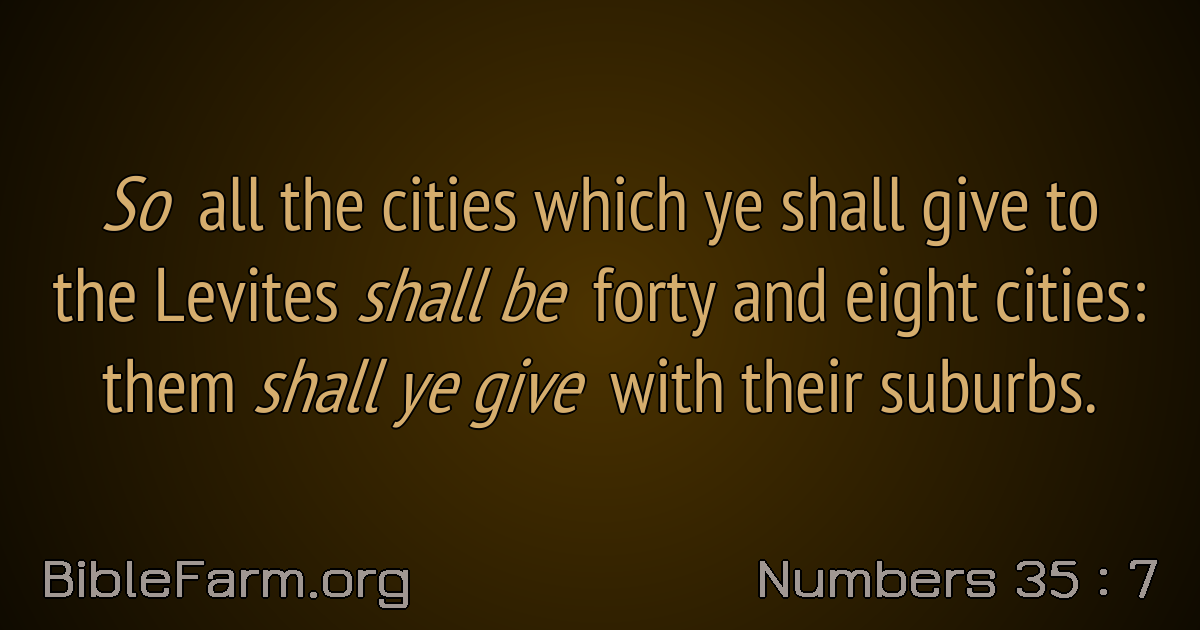 So all the cities which ye shall give to
the Levites shall be forty and eight cities:
them shall ye give with their suburbs.
BibleFarm.org
Numbers 35 : 7